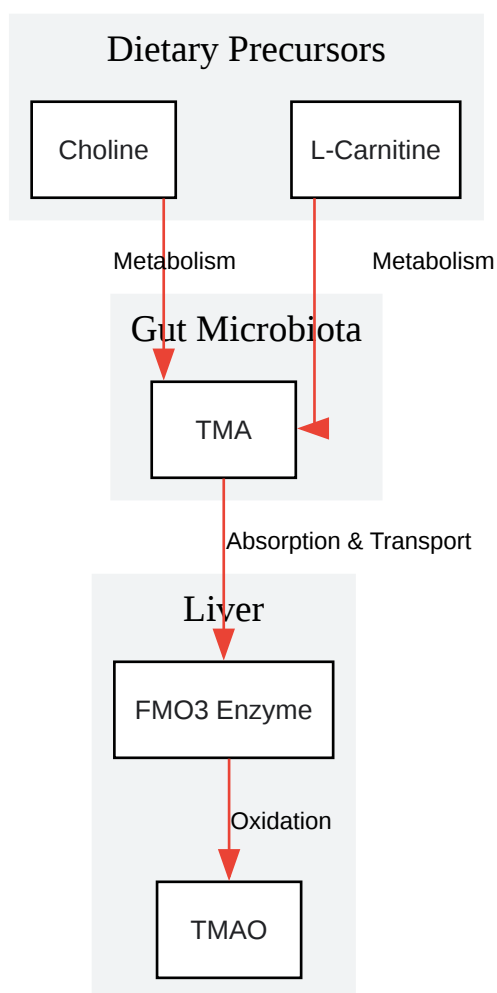 Dietary Precursors
Choline
L-Carnitine
Metabolism
Metabolism
Gut Microbiota
TMA
Absorption & Transport
Liver
FMO3 Enzyme
Oxidation
TMAO